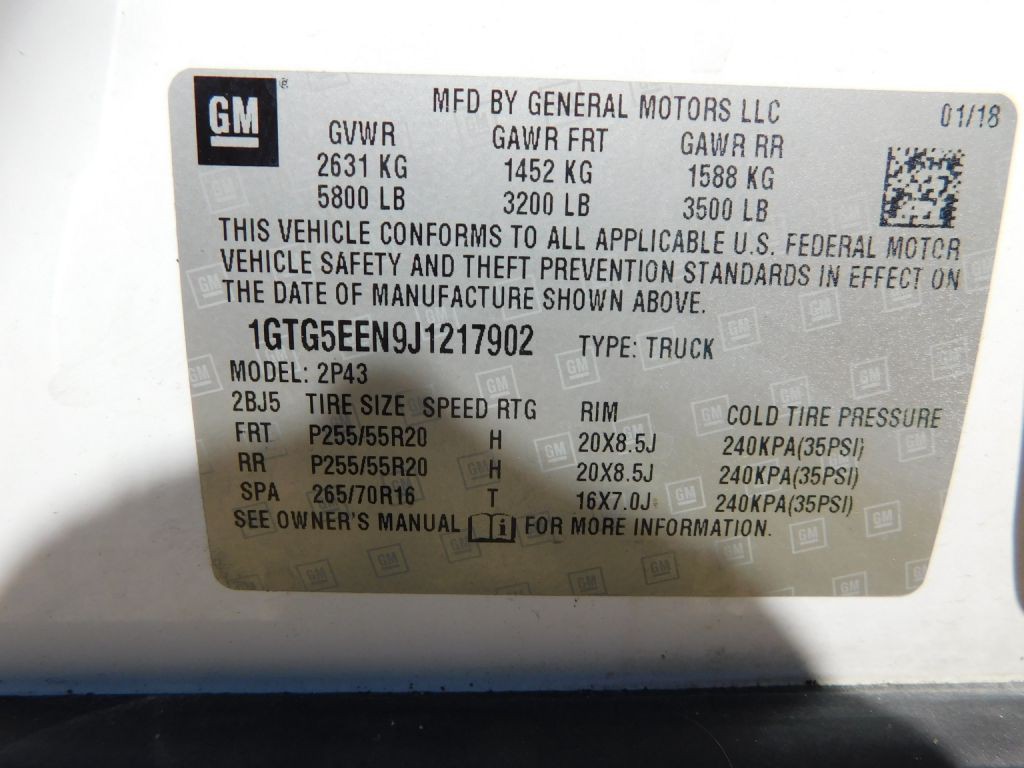 GM
MFD BY GENERAL MOTORS LLC 01/18
GVWR GAWR FRT GAWR RR
2631 KG 1452 KG 1588 KG
5800 LB 3200 LB 3500 LB
THIS VEHICLE CONFORMS TO ALL APPLICABLE U.S. FEDERAL MOTOR
VEHICLE SAFETY AND THEFT PREVENTION STANDARDS IN EFFECT ON
THE DATE OF MANUFACTURE SHOWN ABOVE.
1GTG5EEN9J1217902 TYPE: TRUCK
MODEL: 2P43
2BJ5 TIRE SIZE SPEED RTG RIM COLD TIRE PRESSURE
FRT P255/55R20 H 20X8.5J 240KPA(35PSI)
RR P255/55R20 H 20X8.5J 240KPA(35PSI)
SPA 265/70R16 T 16X7.0J 240KPA(35PSI)
SEE OWNER'S MANUAL i FOR MORE INFORMATION.